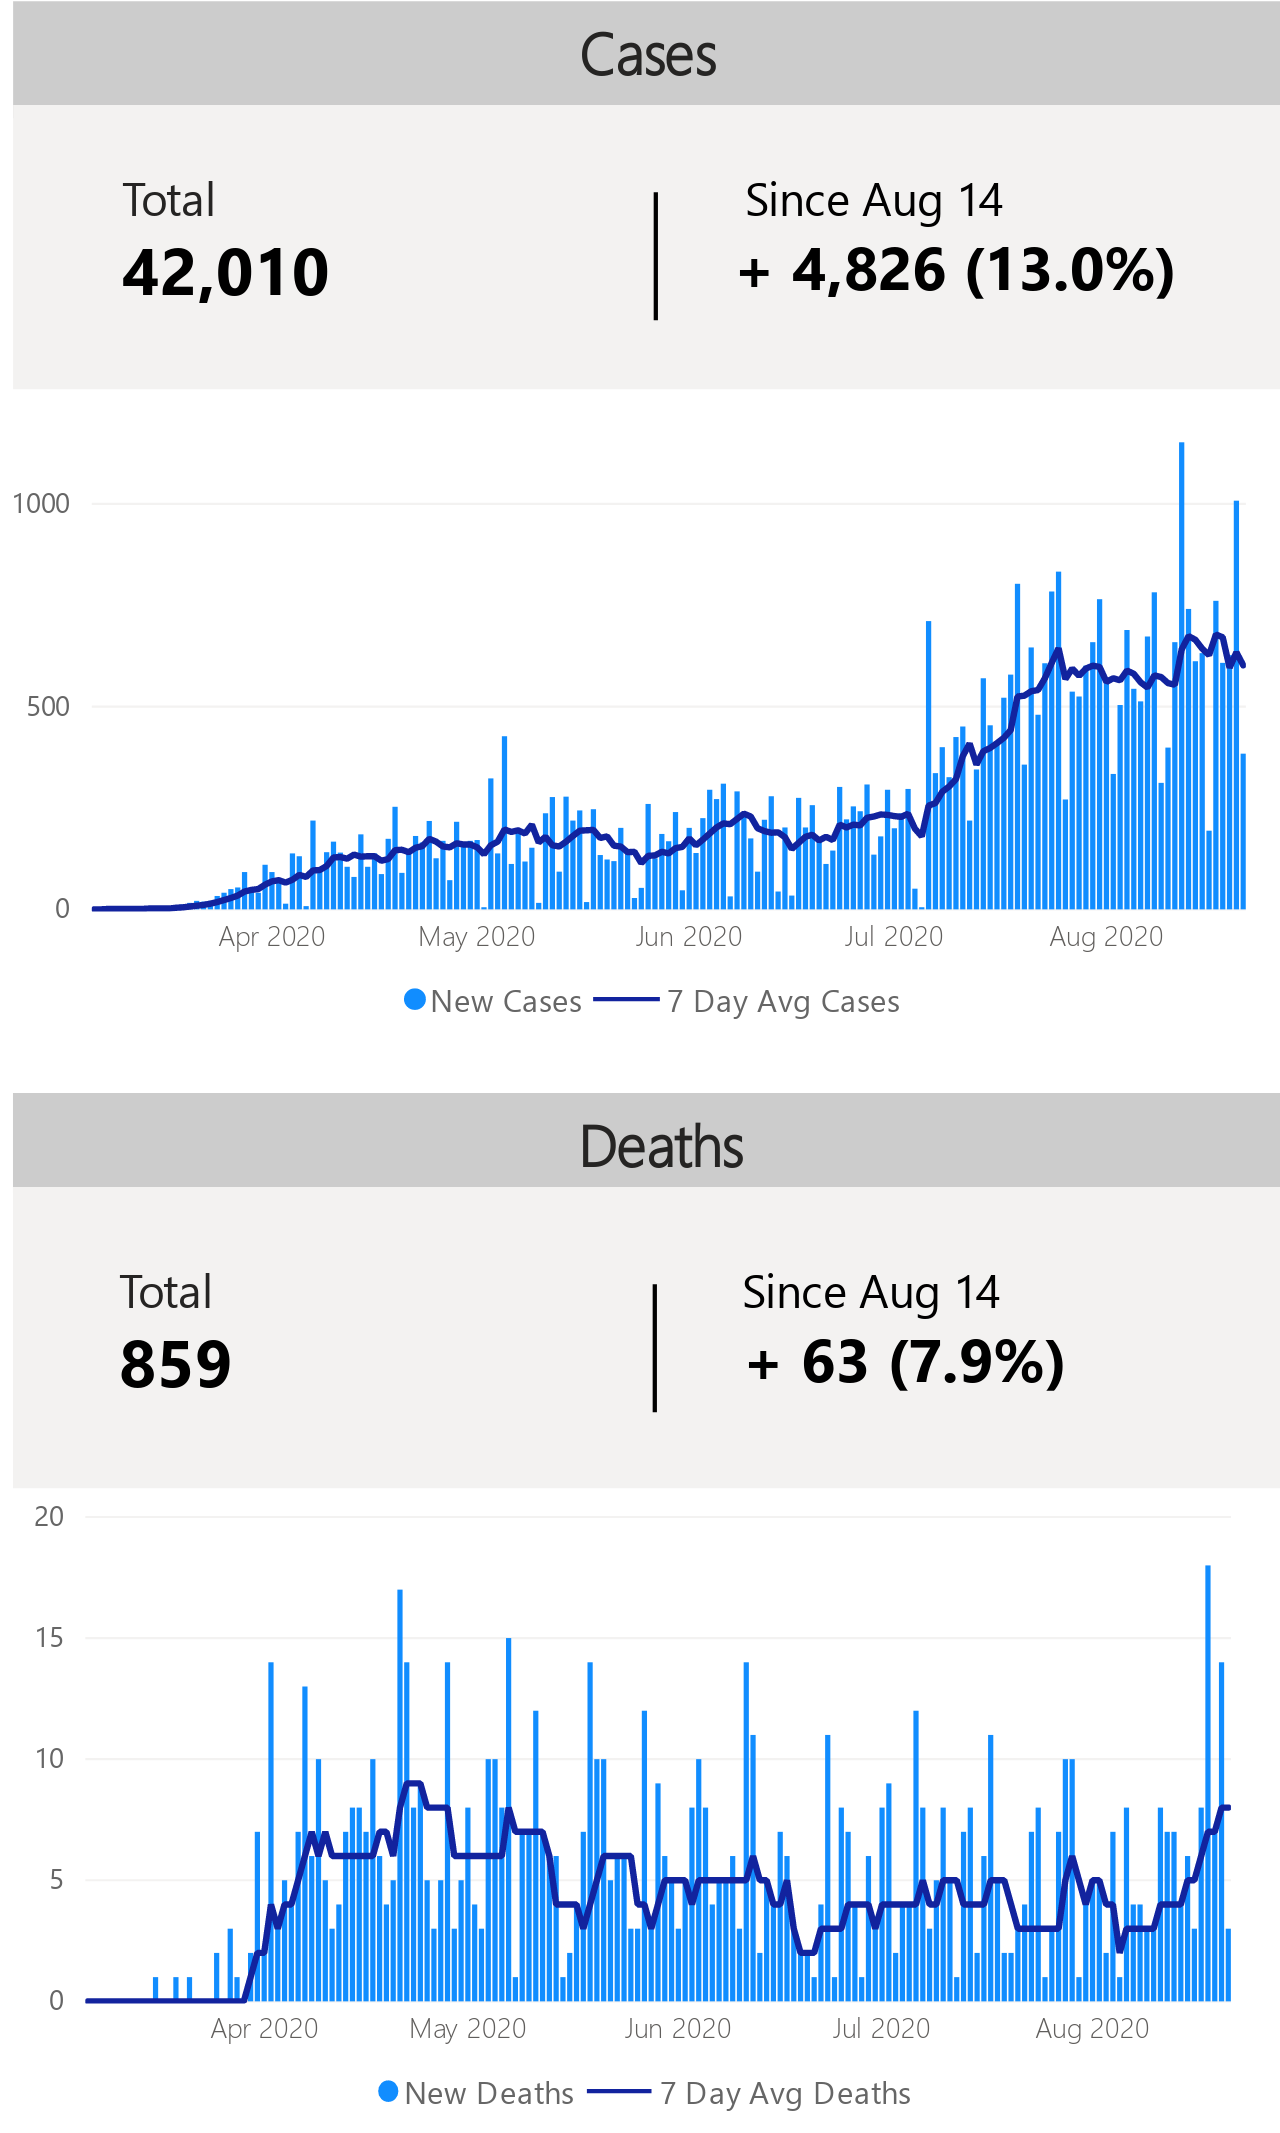 Cases
Total
42,010
Since Aug 14
+ 4,826 (13.0%)
1000
500
0
Apr 2020 May 2020 Jun 2020 Jul 2020 Aug 2020
New Cases 7 Day Avg Cases
Deaths
Total
859
Since Aug 14
+ 63 (7.9%)
20
15
10
5
0
Apr 2020 May 2020 Jun 2020 Jul 2020 Aug 2020
New Deaths 7 Day Avg Deaths